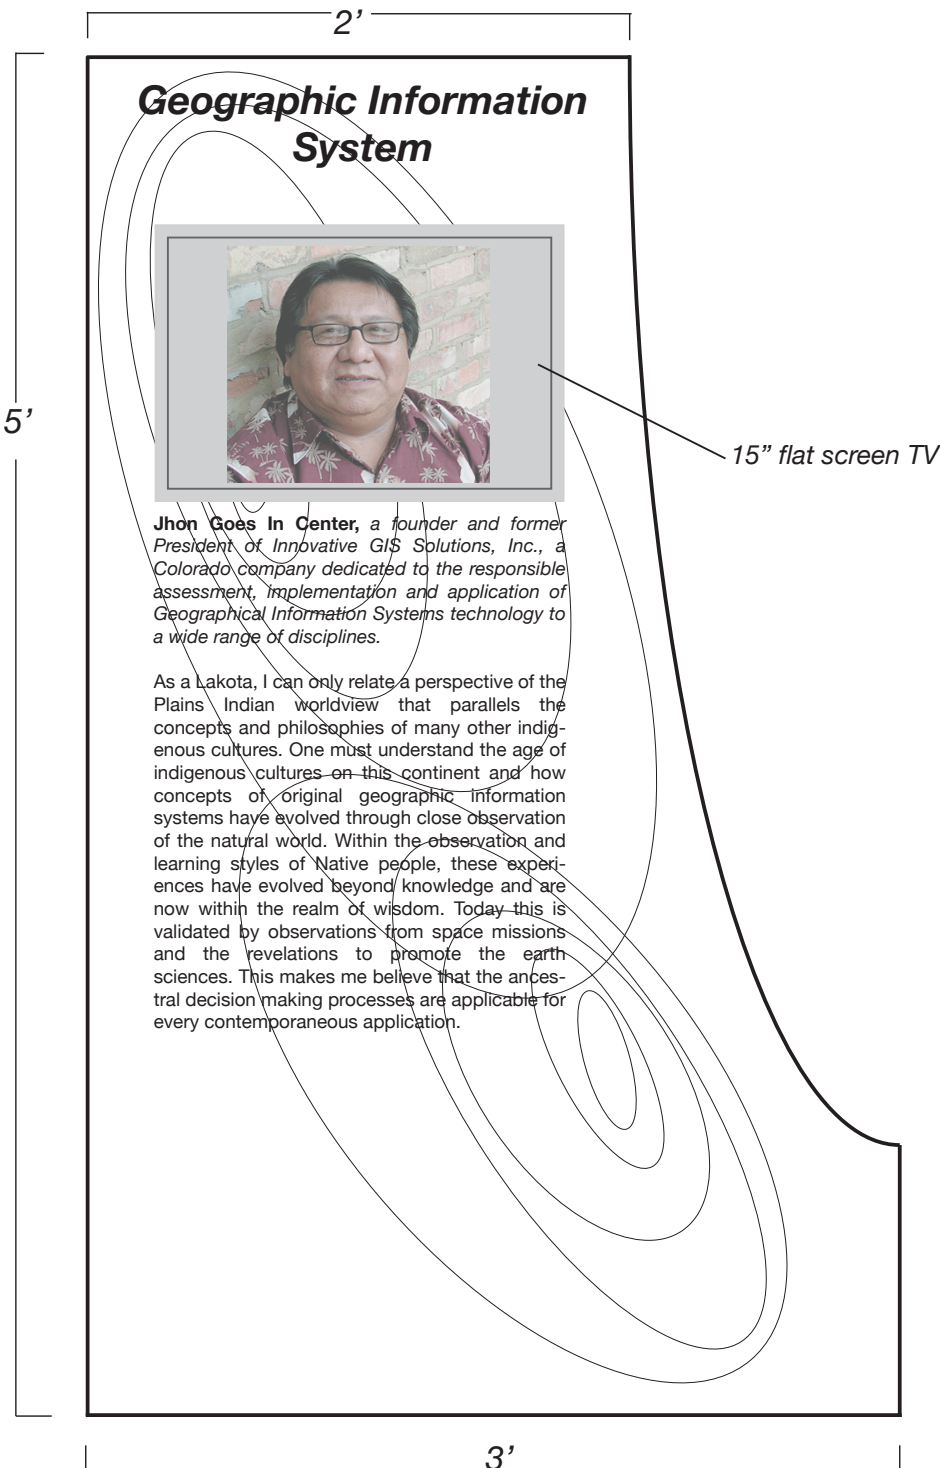 2’
Geographic Information
System
5’
15” flat screen TV
Jhon Goes In Center, a founder and former
President of Innovative GIS Solutions, Inc., a
Colorado company dedicated to the responsible
assessment, implementation and application of
Geographical Information Systems technology to
a wide range of disciplines.
As a Lakota, I can only relate a perspective of the
Plains Indian worldview that parallels the
concepts and philosophies of many other indig-
enous cultures. One must understand the age of
indigenous cultures on this continent and how
concepts of original geographic information
systems have evolved through close observation
of the natural world. Within the observation and
learning styles of Native people, these experi-
ences have evolved beyond knowledge and are
now within the realm of wisdom. Today this is
validated by observations from space missions
and the revelations to promote the earth
sciences. This makes me believe that the ances-
tral decision making processes are applicable for
every contemporaneous application.
3’